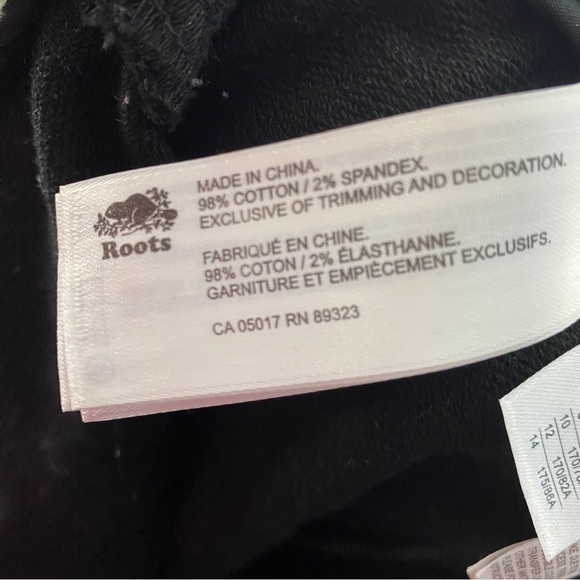 Roots
MADE IN CHINA.
98% COTTON / 2% SPANDEX.
EXCLUSIVE OF TRIMMING AND DECORATION.
FABRIQUÉ EN CHINE.
98% COTON / 2% ÉLASTHANNE.
GARNITURE ET EMPIÈCEMENT EXCLUSIFS.
CA 05017 RN 89323
10
12 170/82A
14 175/86A